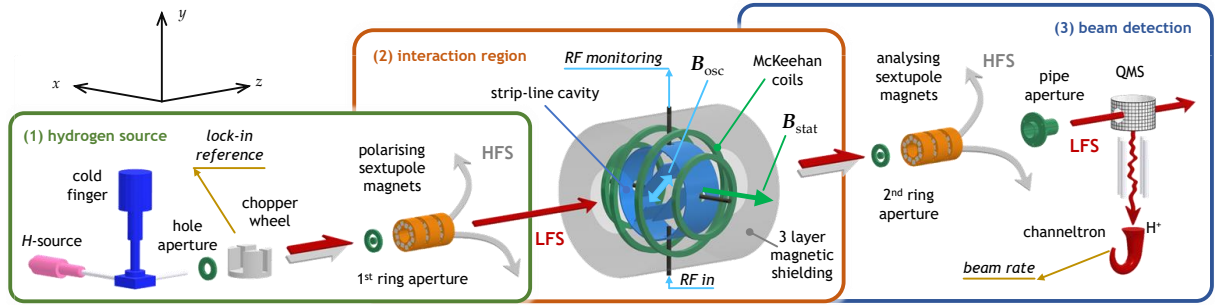 y
x
z
(1) hydrogen source
cold
finger
H-source
lock-in
reference
hole
aperture
chopper
wheel
polarising
sextupole
magnets
HFS
1st ring aperture
LFS
(2) interaction region
RF monitoring
strip-line cavity
Bosc
McKeehan
coils
Bstat
3 layer
magnetic
shielding
RF in
(3) beam detection
analysing
sextupole
magnets
HFS
2nd ring
aperture
pipe
aperture
QMS
LFS
channeltron
H+
beam rate